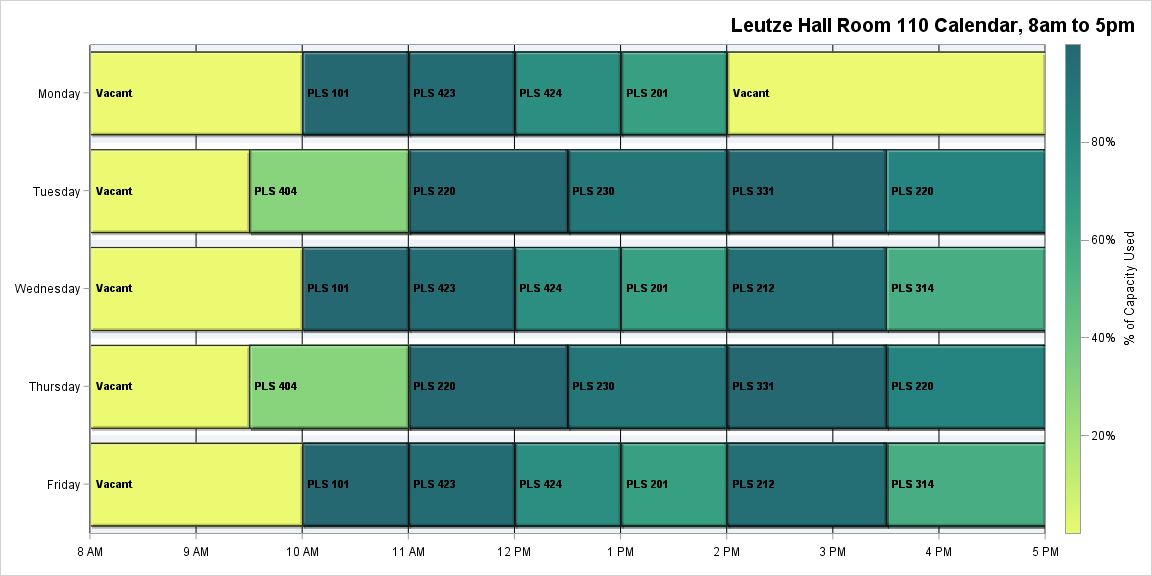 Leutze Hall Room 110 Calendar, 8am to 5pm
Monday
Vacant
PLS 101
PLS 423
PLS 424
PLS 201
Vacant
Tuesday
Vacant
PLS 404
PLS 220
PLS 230
PLS 331
PLS 220
Wednesday
Vacant
PLS 101
PLS 423
PLS 424
PLS 201
PLS 212
PLS 314
Thursday
Vacant
PLS 404
PLS 220
PLS 230
PLS 331
PLS 220
Friday
Vacant
PLS 101
PLS 423
PLS 424
PLS 201
PLS 212
PLS 314
8 AM
9 AM
10 AM
11 AM
12 PM
1 PM
2 PM
3 PM
4 PM
5 PM
80%
60%
40%
20%
% of Capacity Used